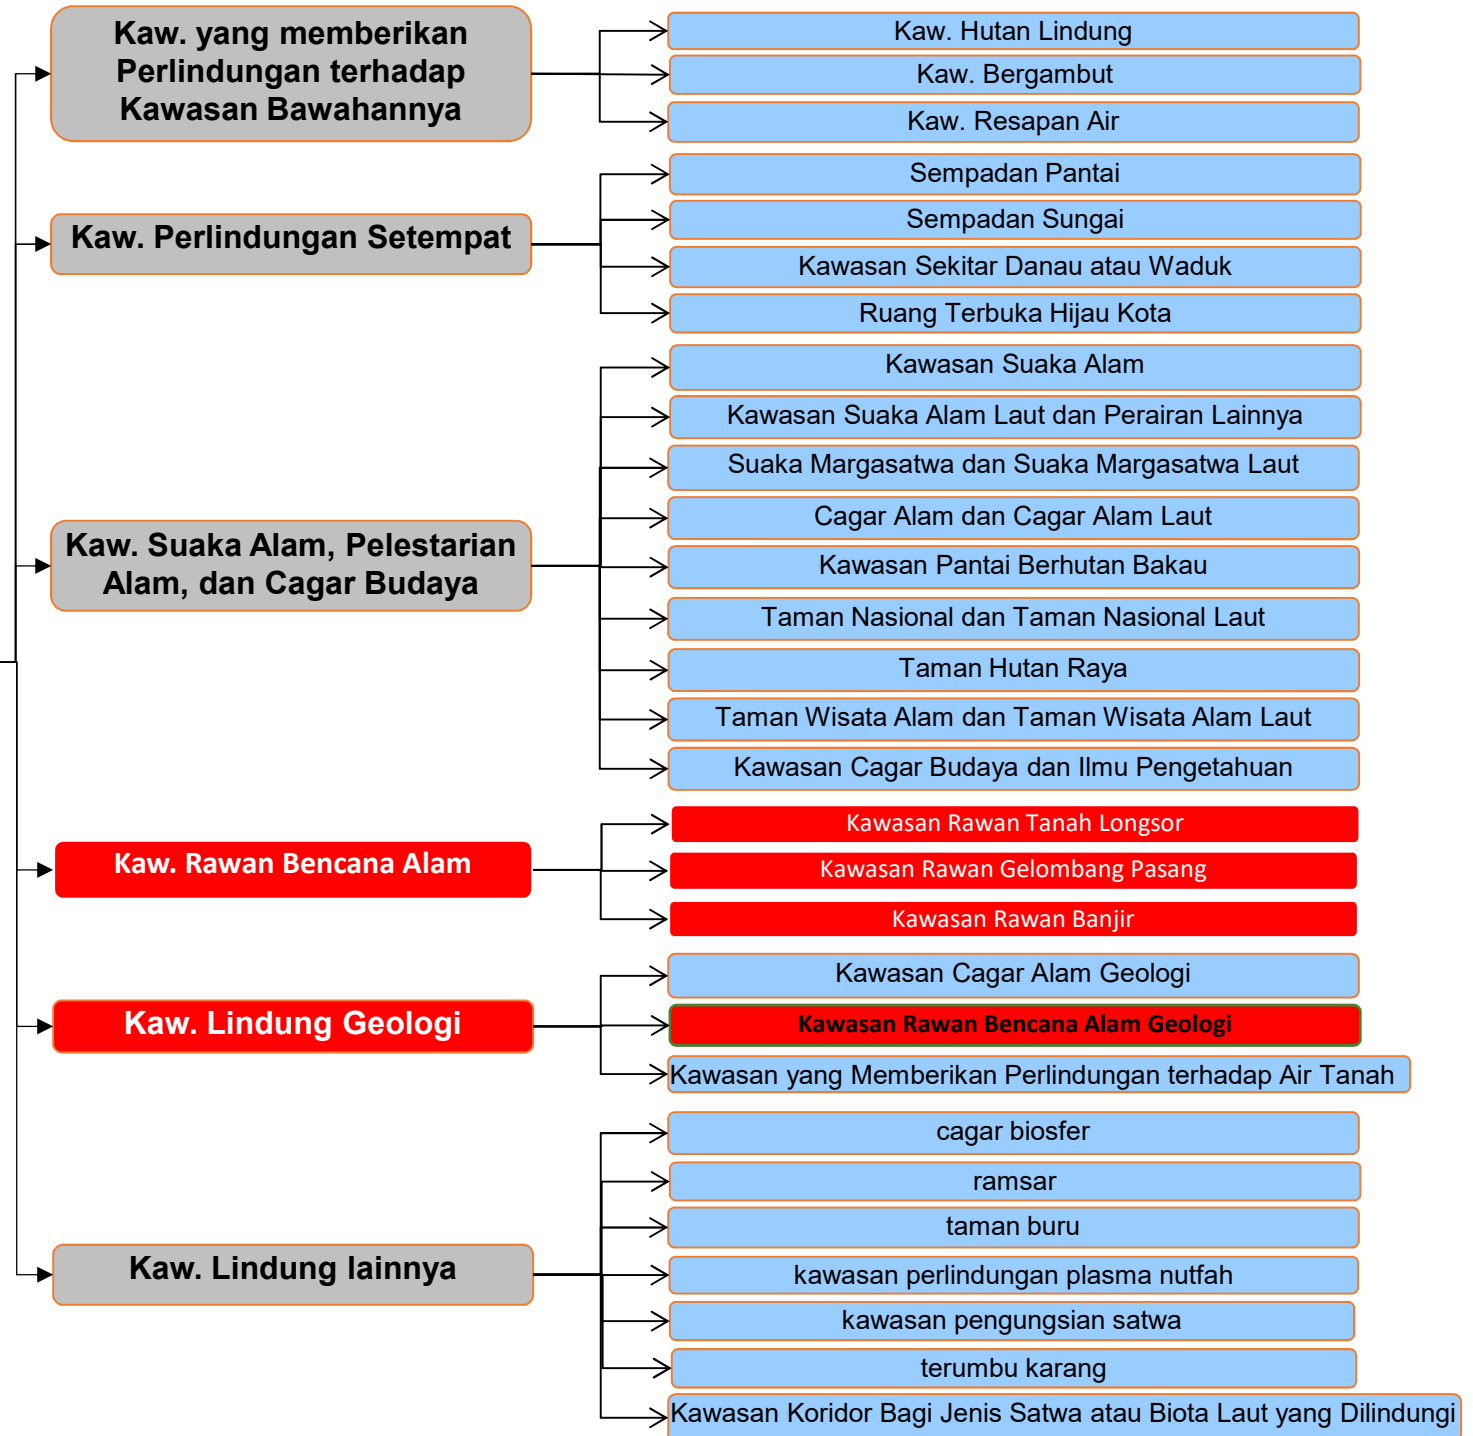 Kaw. yang memberikan
Perlindungan terhadap
Kawasan Bawahannya
Kaw. Hutan Lindung
Kaw. Bergambut
Kaw. Resapan Air
Kaw. Perlindungan Setempat
Sempadan Pantai
Sempadan Sungai
Kawasan Sekitar Danau atau Waduk
Ruang Terbuka Hijau Kota
Kaw. Suaka Alam, Pelestarian
Alam, dan Cagar Budaya
Kawasan Suaka Alam
Kawasan Suaka Alam Laut dan Perairan Lainnya
Suaka Margasatwa dan Suaka Margasatwa Laut
Cagar Alam dan Cagar Alam Laut
Kawasan Pantai Berhutan Bakau
Taman Nasional dan Taman Nasional Laut
Taman Hutan Raya
Taman Wisata Alam dan Taman Wisata Alam Laut
Kawasan Cagar Budaya dan Ilmu Pengetahuan
Kaw. Rawan Bencana Alam
Kawasan Rawan Tanah Longsor
Kawasan Rawan Gelombang Pasang
Kawasan Rawan Banjir
Kaw. Lindung Geologi
Kawasan Cagar Alam Geologi
Kawasan Rawan Bencana Alam Geologi
Kawasan yang Memberikan Perlindungan terhadap Air Tanah
Kaw. Lindung lainnya
cagar biosfer
ramsar
taman buru
kawasan perlindungan plasma nutfah
kawasan pengungsian satwa
terumbu karang
Kawasan Koridor Bagi Jenis Satwa atau Biota Laut yang Dilindungi